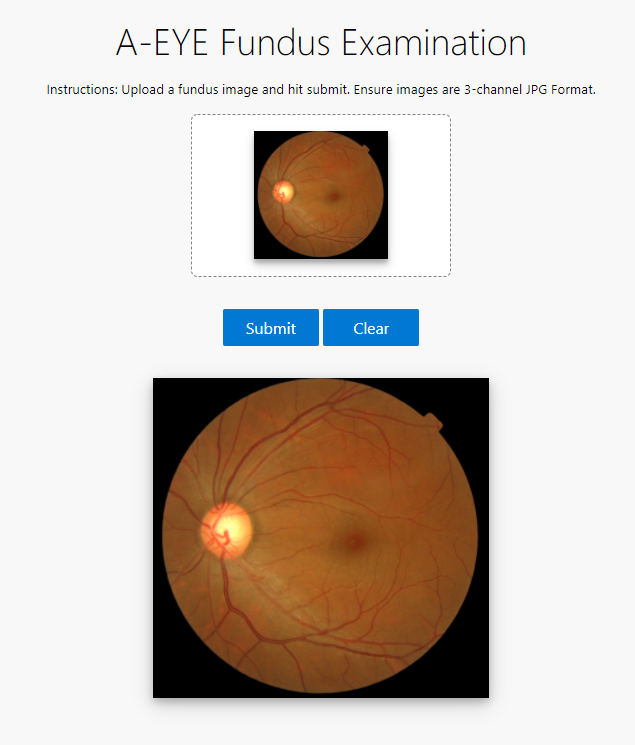 A-EYE Fundus Examination
Instructions: Upload a fundus image and hit submit. Ensure images are 3-channel JPG Format.
Submit
Clear